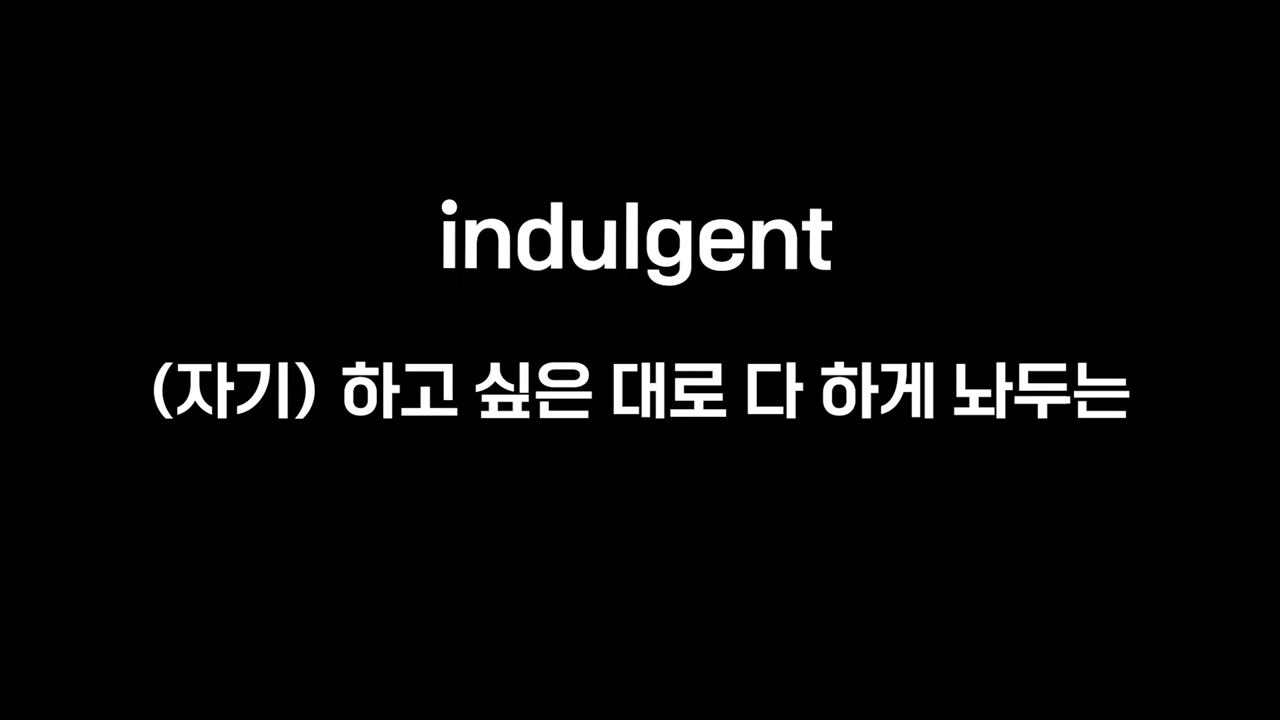 indulgent
(자기) 하고 싶은 대로 다 하게 놔두는